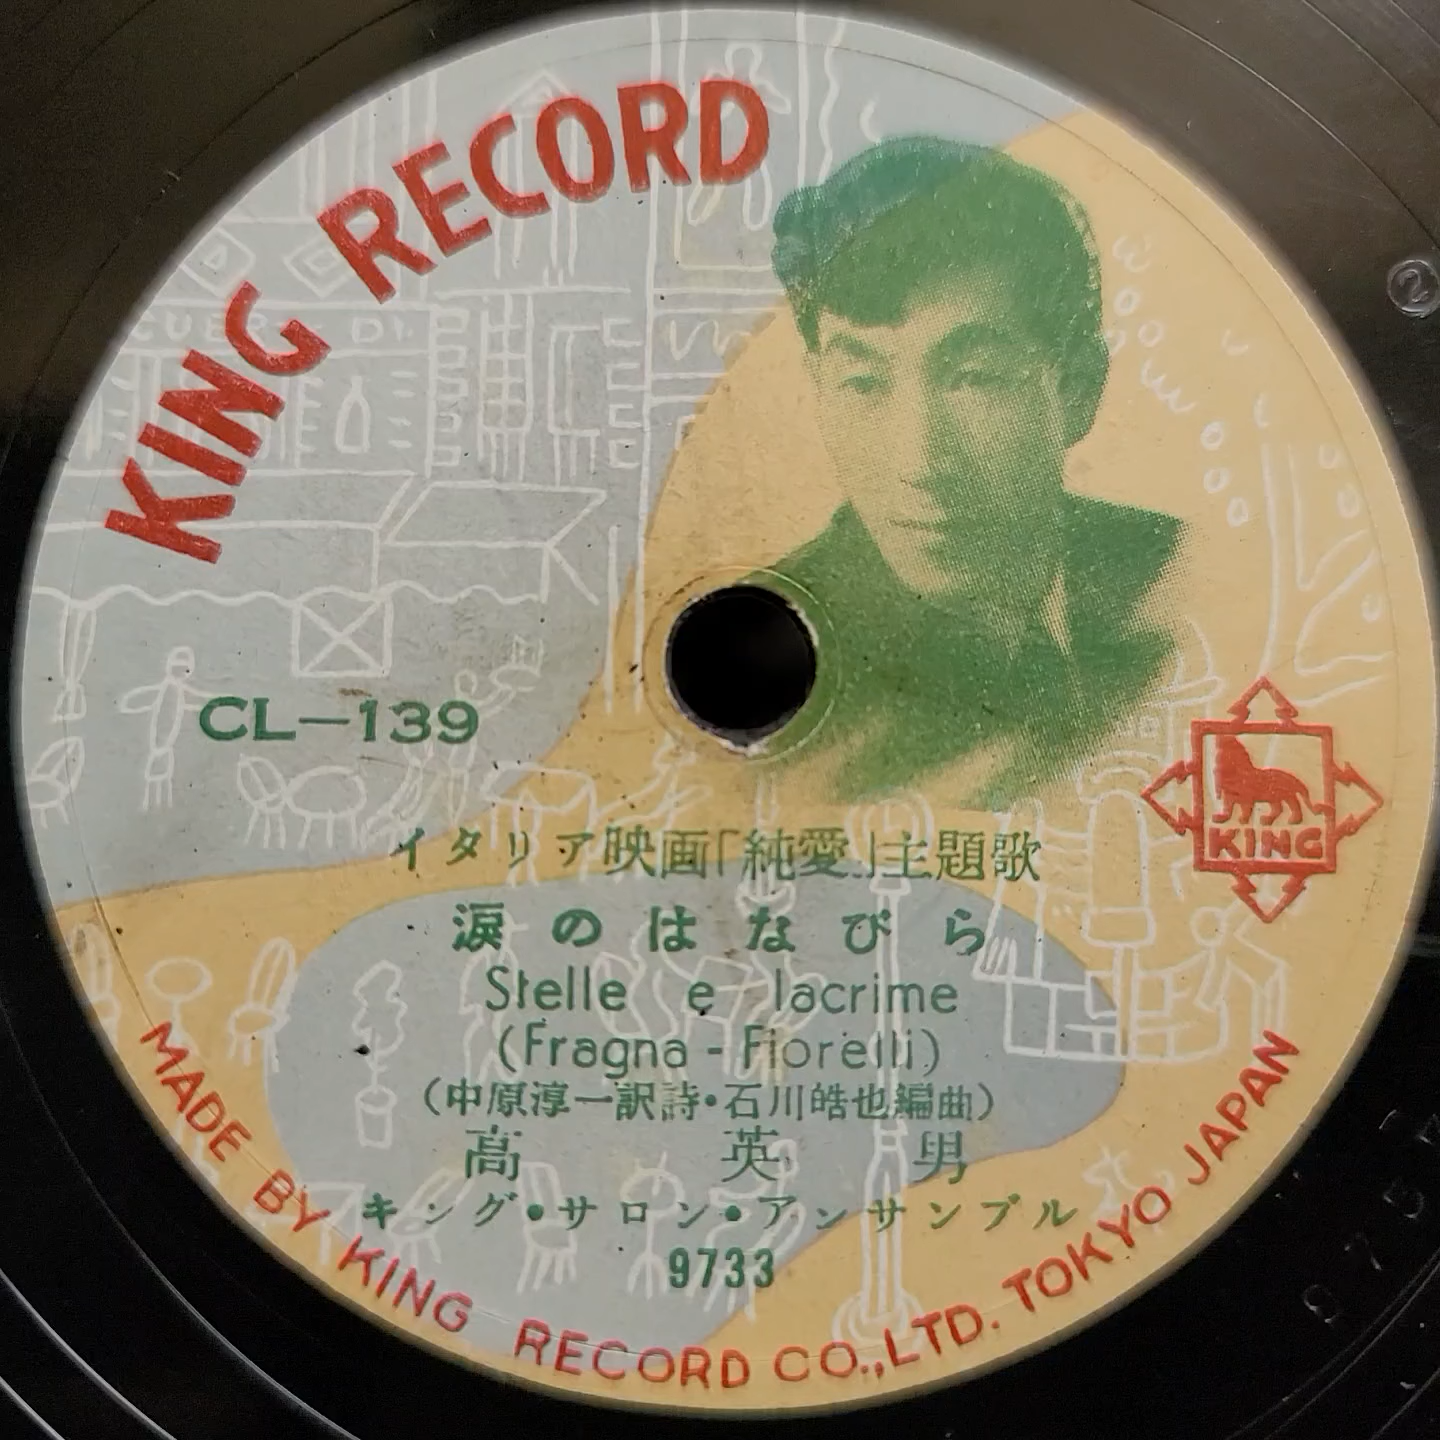 KING RECORD
CL-139
KING
イタリア映画「純愛」主題歌
涙のはなびら
Stelle e lacrime
(Fragna - Fiorelli)
(中原淳一訳詩・石川皓也編曲)
高英男
キング・サロン・アンサンブル
9733
MADE BY KING RECORD CO.,LTD. TOKYO JAPAN
2